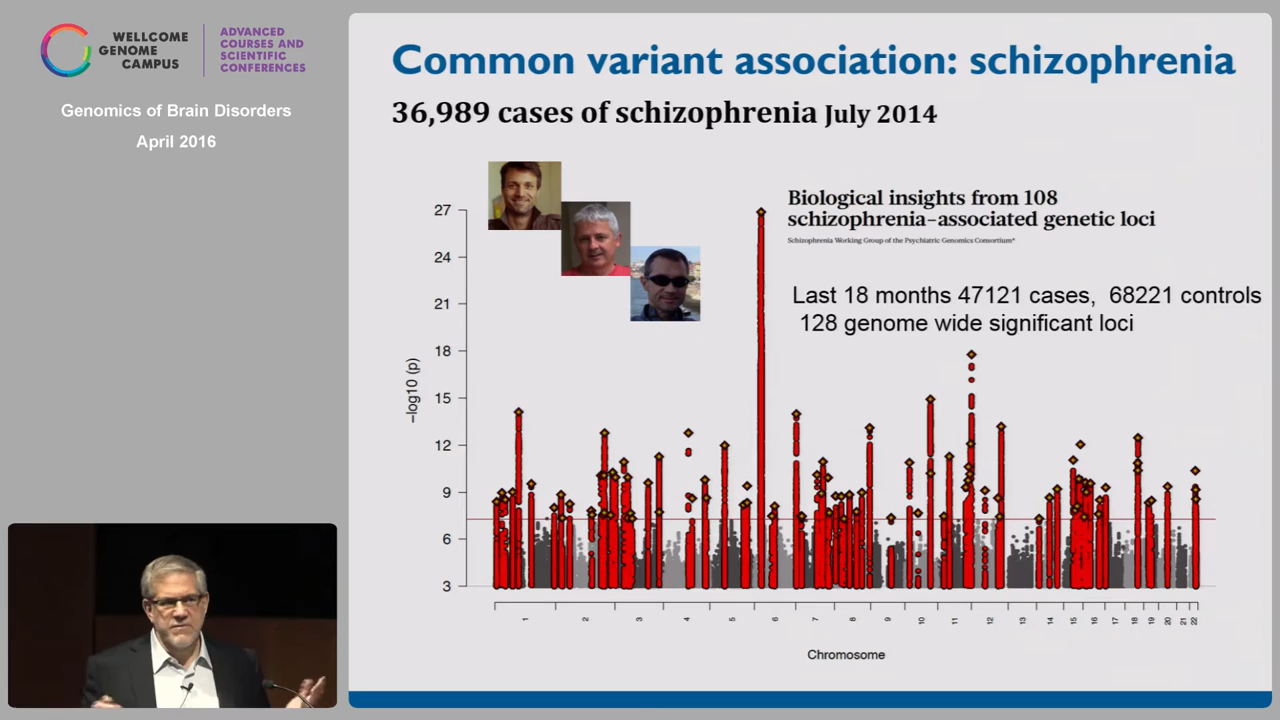 WELLCOME
GENOME
CAMPUS
ADVANCED
COURSES AND
SCIENTIFIC
CONFERENCES
Genomics of Brain Disorders
April 2016
Common variant association: schizophrenia
36,989 cases of schizophrenia July 2014
Biological insights from 108
schizophrenia-associated genetic loci
Schizophrenia Working Group of the Psychiatric Genomics Consortium*
Last 18 months 47121 cases, 68221 controls
128 genome wide significant loci
−log10 (p)
27
24
21
18
15
12
9
6
3
1 2 3 4 5 6 7 8 9 10 11 12 13 14 15 16 17 18 19 20 21 22
Chromosome